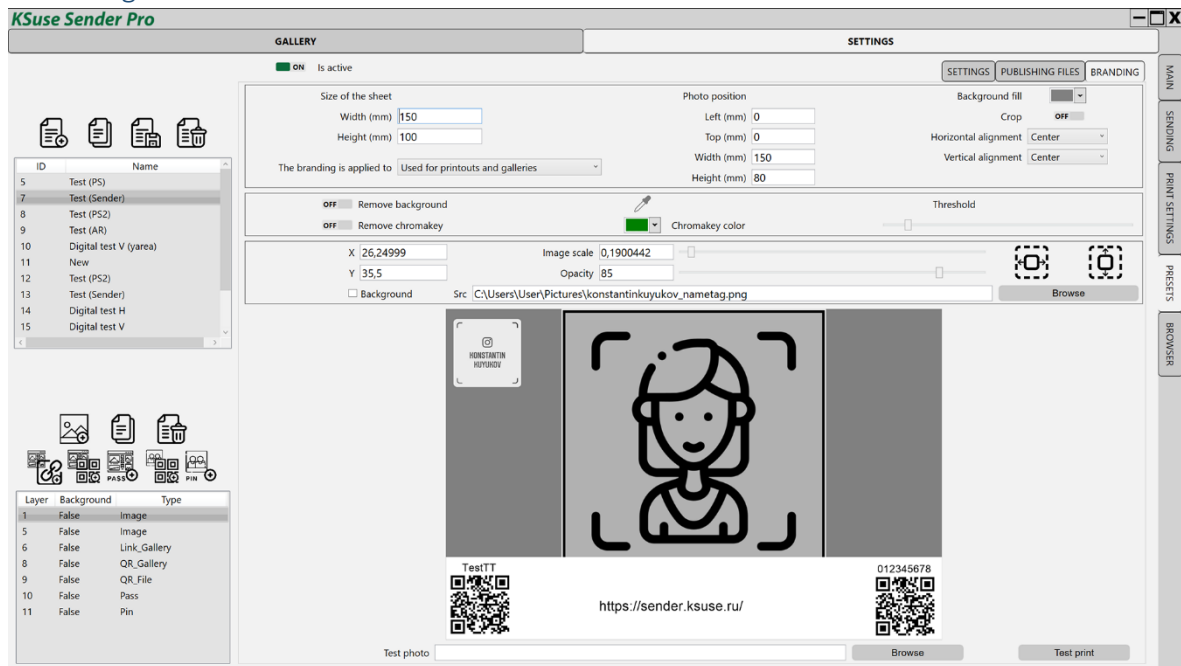 KSuse Sender Pro
GALLERY
SETTINGS
ON Is active
SETTINGS PUBLISHING FILES BRANDING
MAIN
SENDING
PRINT SETTINGS
PRESETS
BROWSER
Size of the sheet
Width (mm) 150
Height (mm) 100
The branding is applied to Used for printouts and galleries
Photo position
Left (mm) 0
Top (mm) 0
Width (mm) 150
Height (mm) 80
Background fill
Crop OFF
Horizontal alignment Center
Vertical alignment Center
OFF Remove background
OFF Remove chromakey
Chromakey color
Threshold
X 26,24999
Y 35,5
Image scale 0,1900442
Opacity 85
Background
Src C:\Users\User\Pictures\konstantinkuyukov_nametag.png
Browse
ID Name
5 Test (PS)
7 Test (Sender)
8 Test (PS2)
9 Test (AR)
10 Digital test V (yarea)
11 New
12 Test (PS2)
13 Test (Sender)
14 Digital test H
15 Digital test V
PASS
PIN
Layer Background Type
1 False Image
5 False Image
6 False Link_Gallery
8 False QR_Gallery
9 False QR_File
10 False Pass
11 False Pin
KONSTANTIN
KUYUKOV
TestTT
https://sender.ksuse.ru/
012345678
Test photo
Browse
Test print